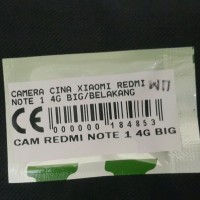 CAMERA CINA XIAOMI REDMI
NOTE 1 4G BIG/BELAKANG
CE
000000 184853
CAM REDMI NOTE 1 4G BIG